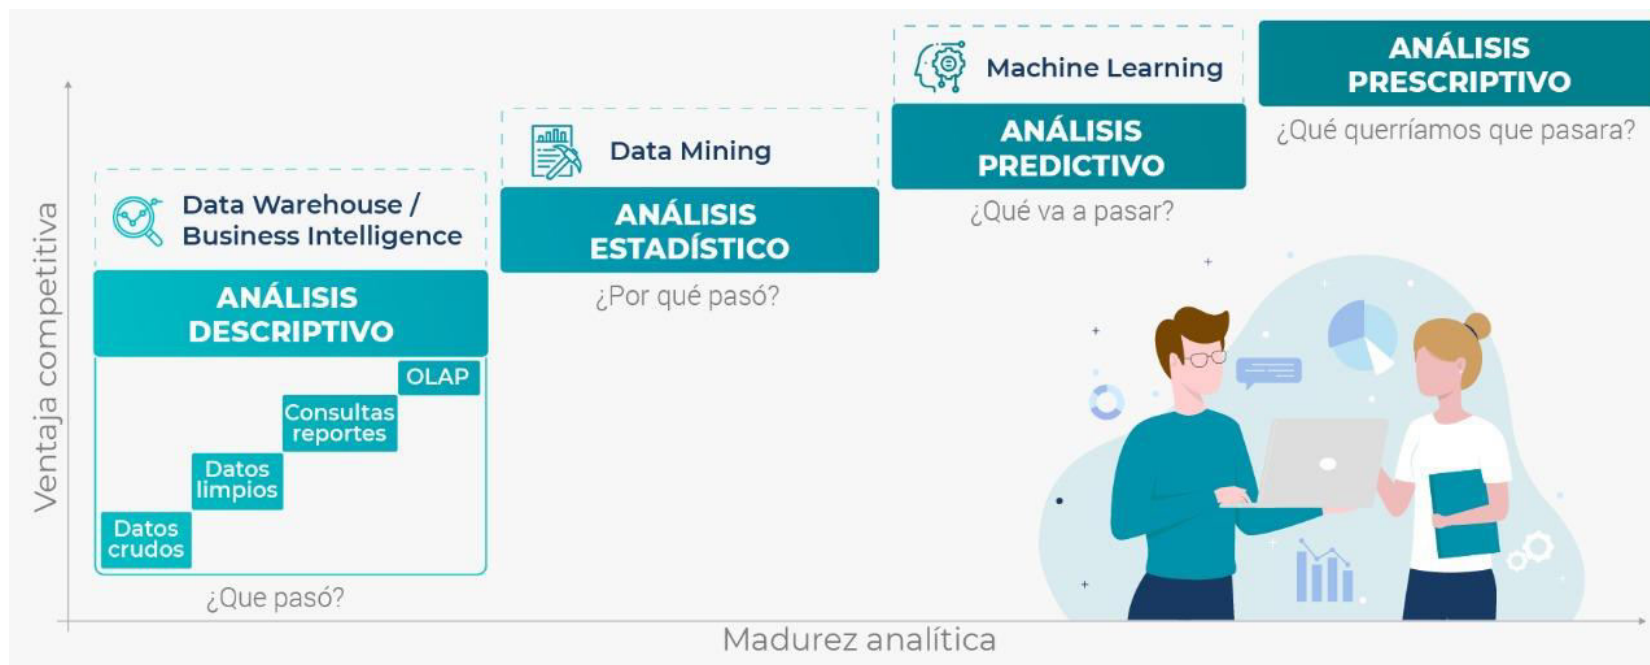 Ventaja competitiva
Data Warehouse /
Business Intelligence
ANÁLISIS
DESCRIPTIVO
OLAP
Consultas
reportes
Datos
limpios
Datos
crudos
¿Que pasó?
Data Mining
ANÁLISIS
ESTADÍSTICO
¿Por qué pasó?
Machine Learning
ANÁLISIS
PREDICTIVO
¿Qué va a pasar?
ANÁLISIS
PRESCRIPTIVO
¿Qué querríamos que pasara?
Madurez analítica